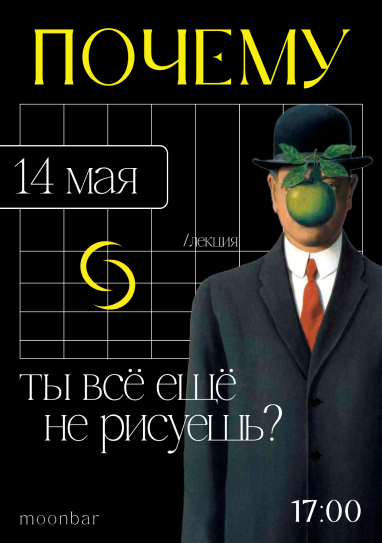 ПОЧЕМУ
14 мая
/лекция
ты всё ещё
не рисуешь?
moonbar
17:00